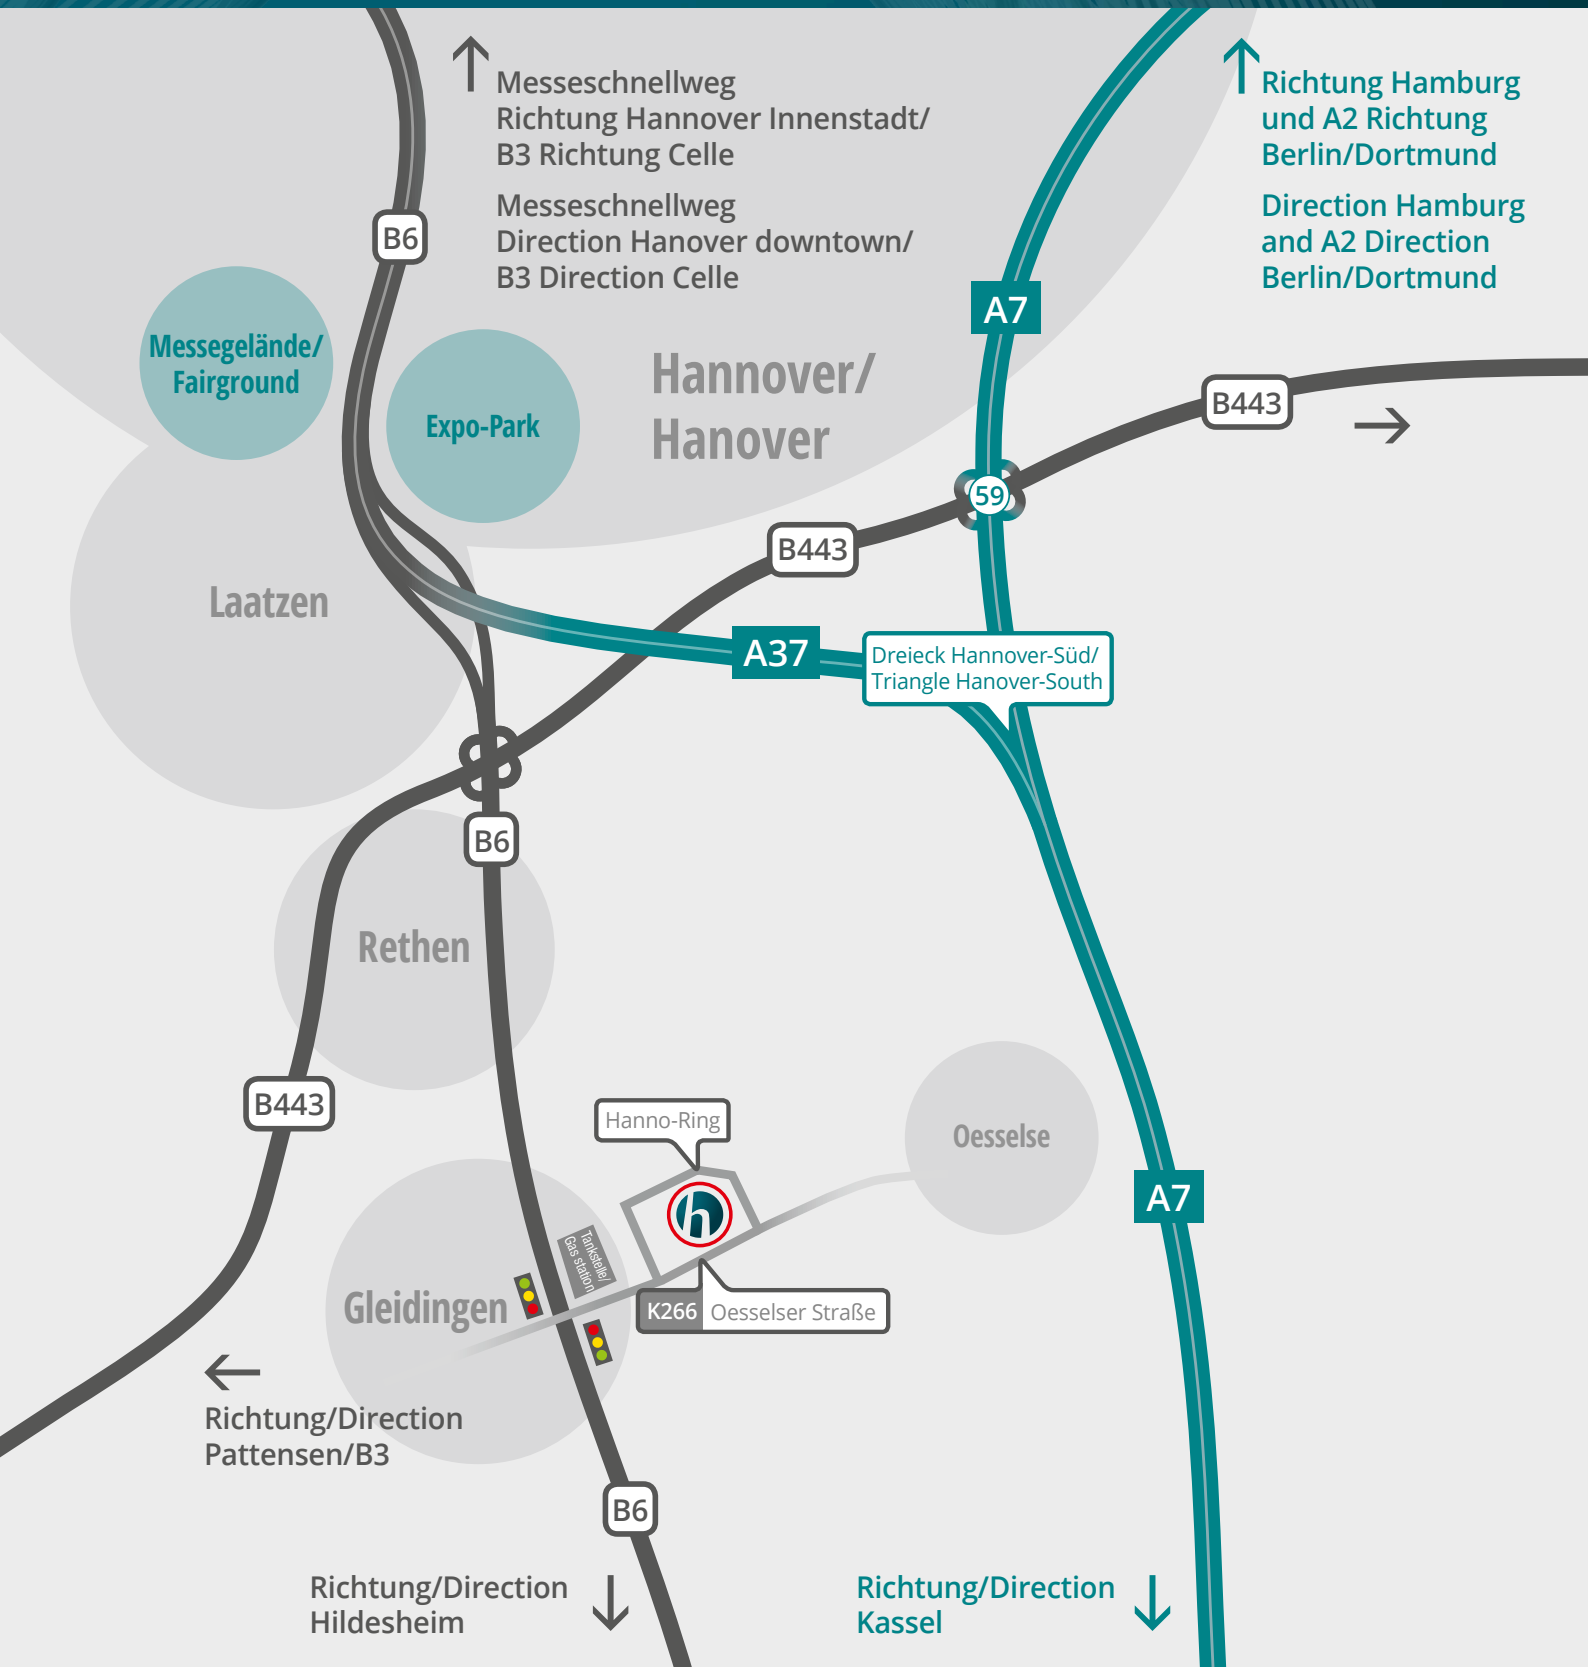 Messeschnellweg
Richtung Hannover Innenstadt/
B3 Richtung Celle
Messeschnellweg
Direction Hanover downtown/
B3 Direction Celle
Richtung Hamburg
und A2 Richtung
Berlin/Dortmund
Direction Hamburg
and A2 Direction
Berlin/Dortmund
B6
A7
Messegelände/
Fairground
Expo-Park
Hannover/
Hanover
B443
59
B443
Laatzen
A37
Dreieck Hannover-Süd/
Triangle Hanover-South
B6
Rethen
B443
Hanno-Ring
Oesselse
A7
h
Tankstelle/
Gas station
Gleidingen
K266 Oesselser Straße
Richtung/Direction
Pattensen/B3
B6
Richtung/Direction
Hildesheim
Richtung/Direction
Kassel